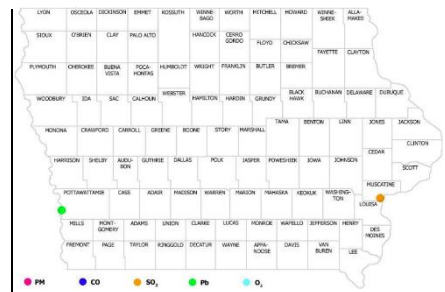 LYON OSCEOLA DICKINSON EMMET KOSSUTH WINNE- WORTH MITCHELL HOWARD WINNE- ALLA-
BAGO SHIEK MAKEE
SIOUX O'BRIEN CLAY PALO ALTO HANCOCK CERRO FLOYD CHICKSAW
GORDO
FAYETTE CLAYTON
PLYMOUTH CHEROKEE BUENA POCA- HUMBOLDT WRIGHT FRANKLIN BUTLER BREMER
VISTA HONTAS
WOODBURY IDA SAC CALHOUN WEBSTER HAMILTON HARDIN GRUNDY BLACK BUCHANAN DELAWARE DUBUQUE
HAWK
MONONA CRAWFORD CARROLL GREENE BOONE STORY MARSHALL TAMA BENTON LINN JONES JACKSON
CLINTON
CEDAR
HARRISON SHELBY AUDU- GUTHRIE DALLAS POLK JASPER POWESHIEK IOWA JOHNSON SCOTT
BON
MUSCATINE
POTTAWATTAMIE CASS ADAIR MADISON WARREN MARION MAHASKA KEOKUK WASHING-
TON
LOUISA
MILLS MONT- ADAMS UNION CLARKE LUCAS MONROE WAPELLO JEFFERSON HENRY DES
GOMERY MOINES
FREMONT PAGE TAYLOR RINGGOLD DECATUR WAYNE APPA- DAVIS VAN LEE
NOOSE BUREN
PM CO SO₂ Pb O₃